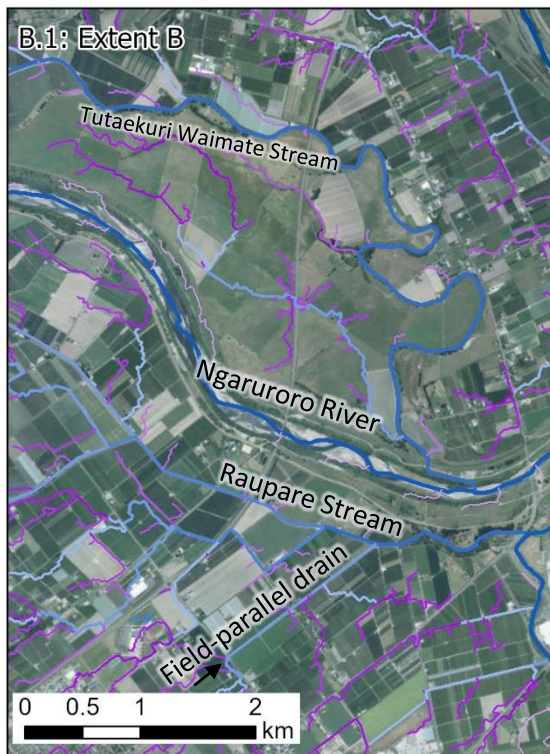 B.1: Extent B
Tutaekuri Waimate Stream
Ngaruroro River
Raupare Stream
Field-parallel drain
0 0.5 1 2
km